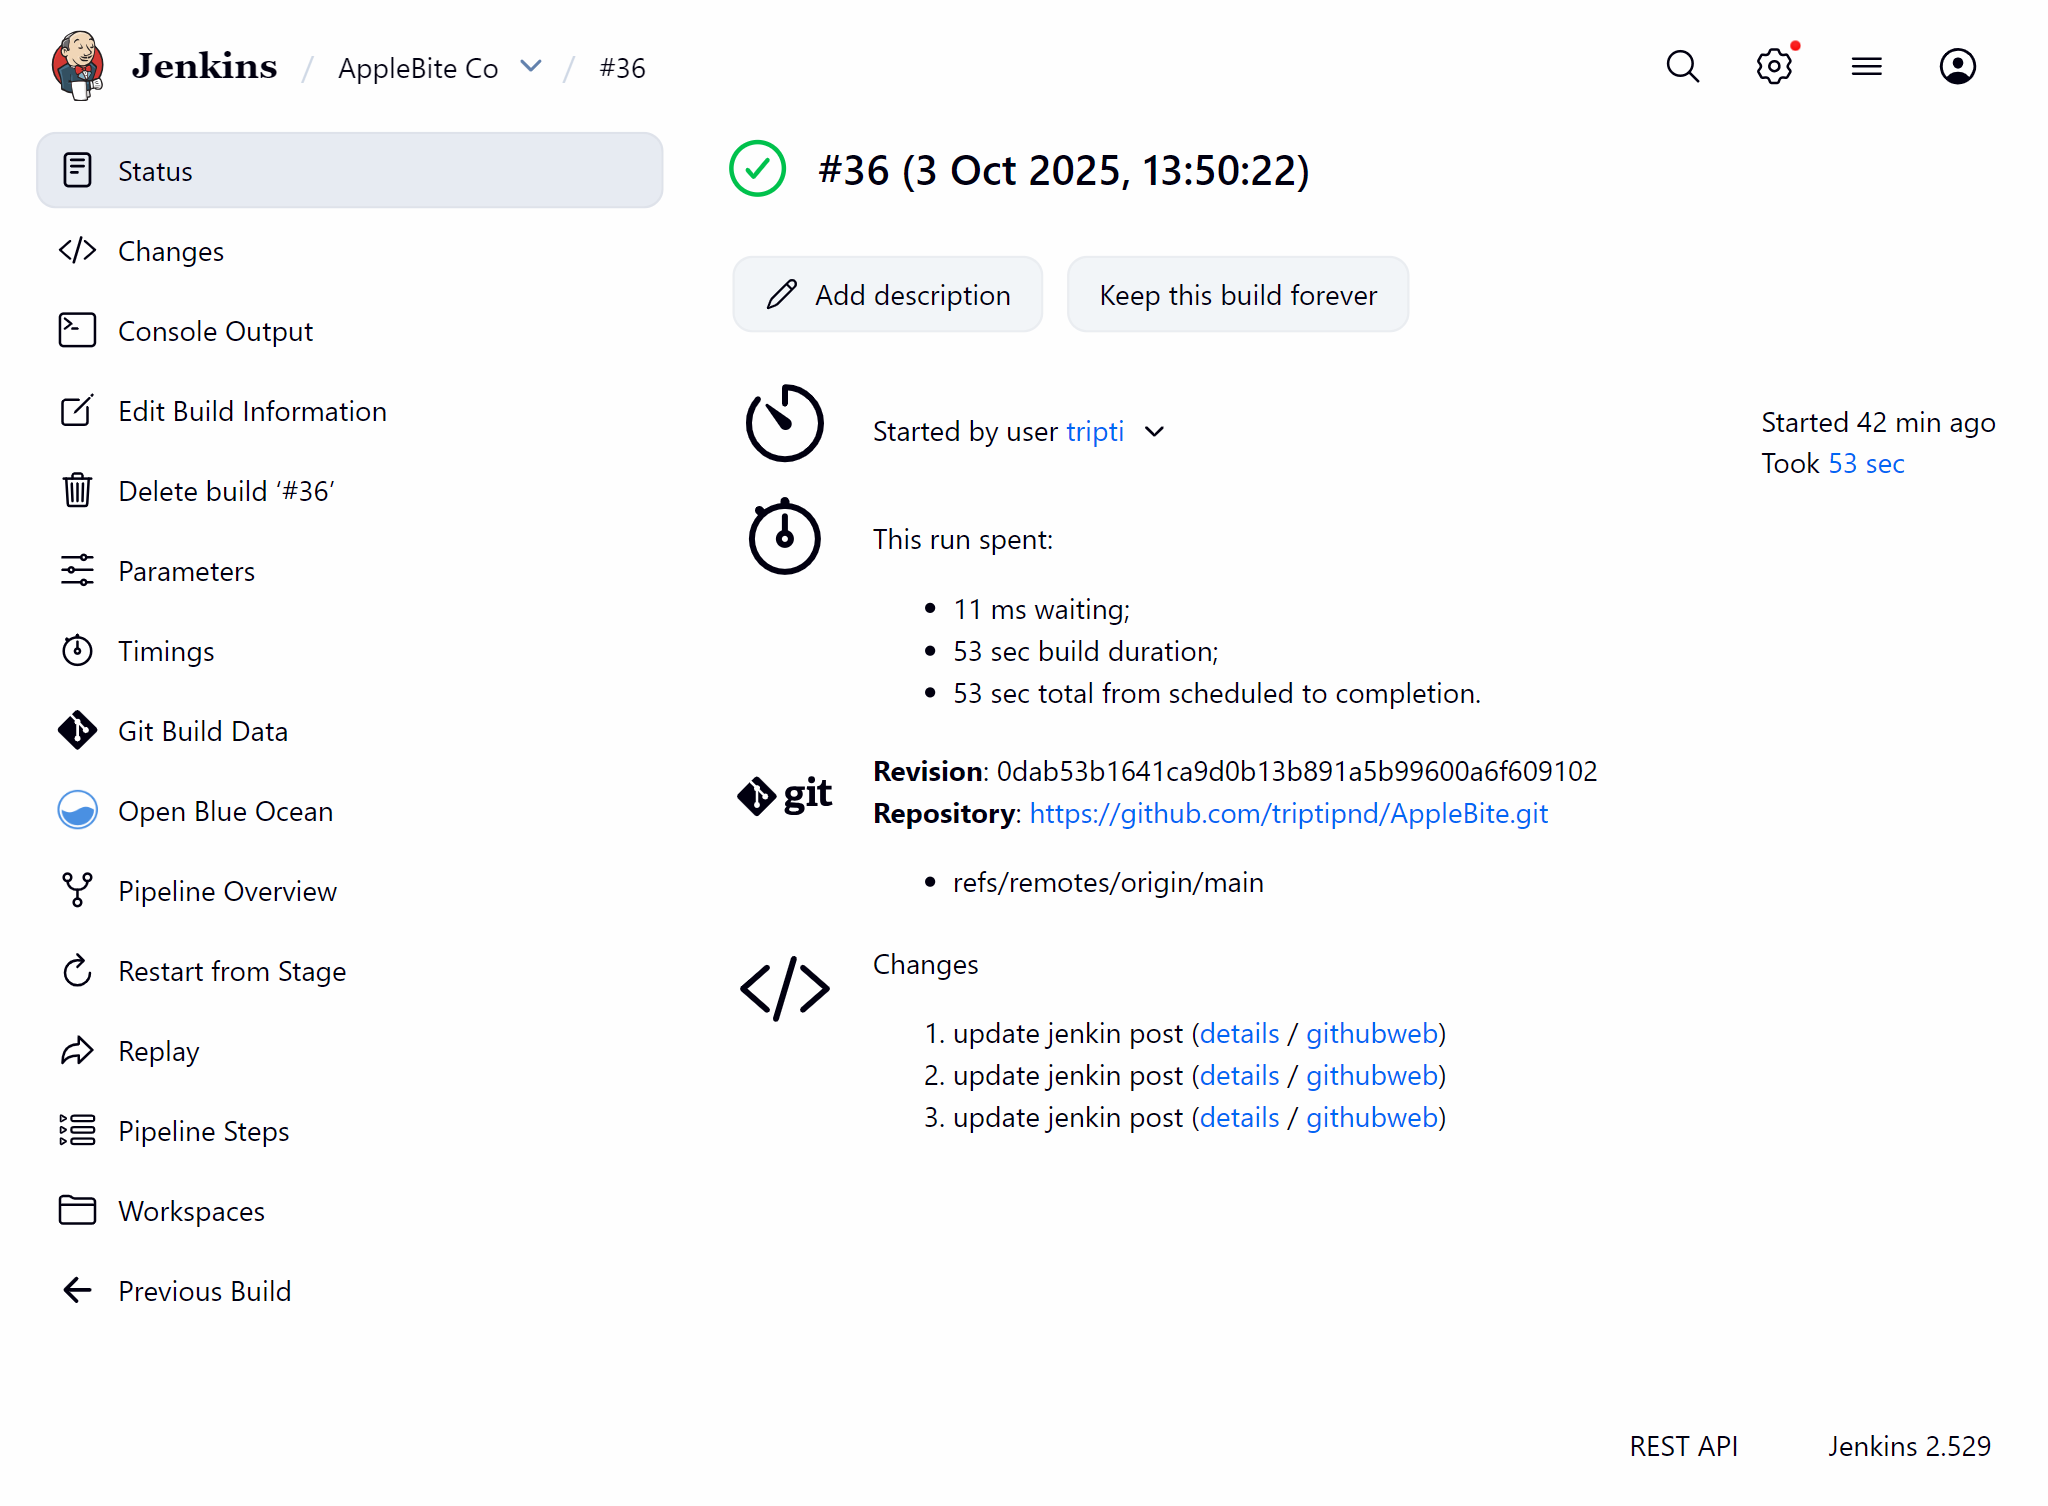 Jenkins / AppleBite Co / #36
Status
Changes
Console Output
Edit Build Information
Delete build ‘#36’
Parameters
Timings
Git Build Data
Open Blue Ocean
Pipeline Overview
Restart from Stage
Replay
Pipeline Steps
Workspaces
Previous Build
#36 (3 Oct 2025, 13:50:22)
Add description
Keep this build forever
Started by user tripti
Started 42 min ago
Took 53 sec
This run spent:
11 ms waiting;
53 sec build duration;
53 sec total from scheduled to completion.
git
Revision: 0dab53b1641ca9d0b13b891a5b99600a6f609102
Repository: https://github.com/triptipnd/AppleBite.git
refs/remotes/origin/main
Changes
1. update jenkin post (details / githubweb)
2. update jenkin post (details / githubweb)
3. update jenkin post (details / githubweb)
REST API
Jenkins 2.529